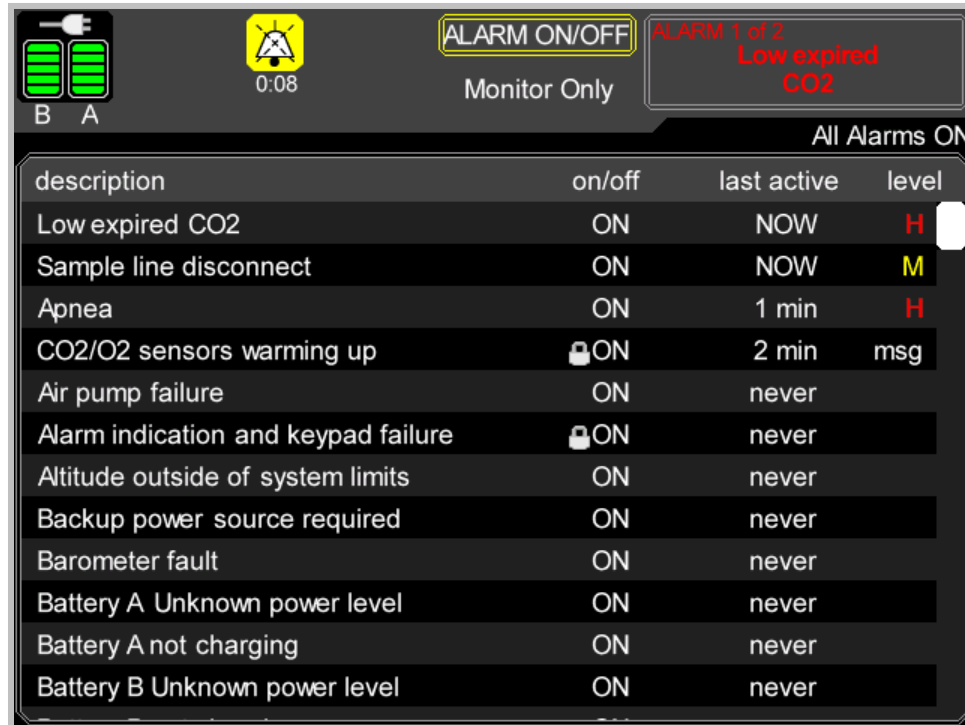 ALARM ON/OFF
ALARM 1 of 2
Low expired
CO2
0:08
Monitor Only
B A
All Alarms ON
description on/off last active level
Low expired CO2 ON NOW H
Sample line disconnect ON NOW M
Apnea ON 1 min H
CO2/O2 sensors warming up ON 2 min msg
Air pump failure ON never
Alarm indication and keypad failure ON never
Altitude outside of system limits ON never
Backup power source required ON never
Barometer fault ON never
Battery A Unknown power level ON never
Battery A not charging ON never
Battery B Unknown power level ON never